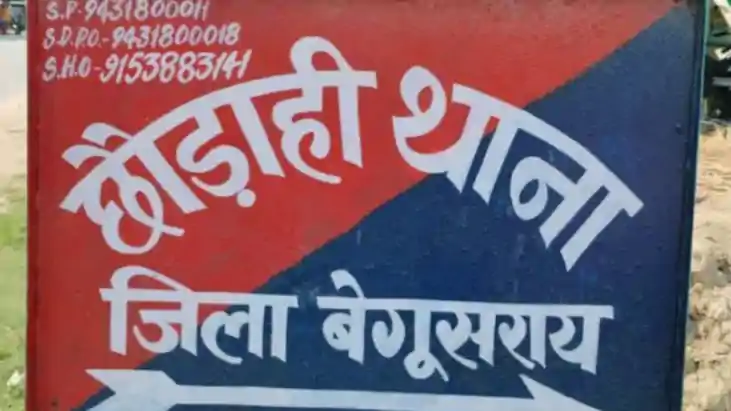 S.P-9431800011
S.D.P.O.-9431800018
S.H.O-9153883141
छौड़ाही थाना
जिला बेगूसराय